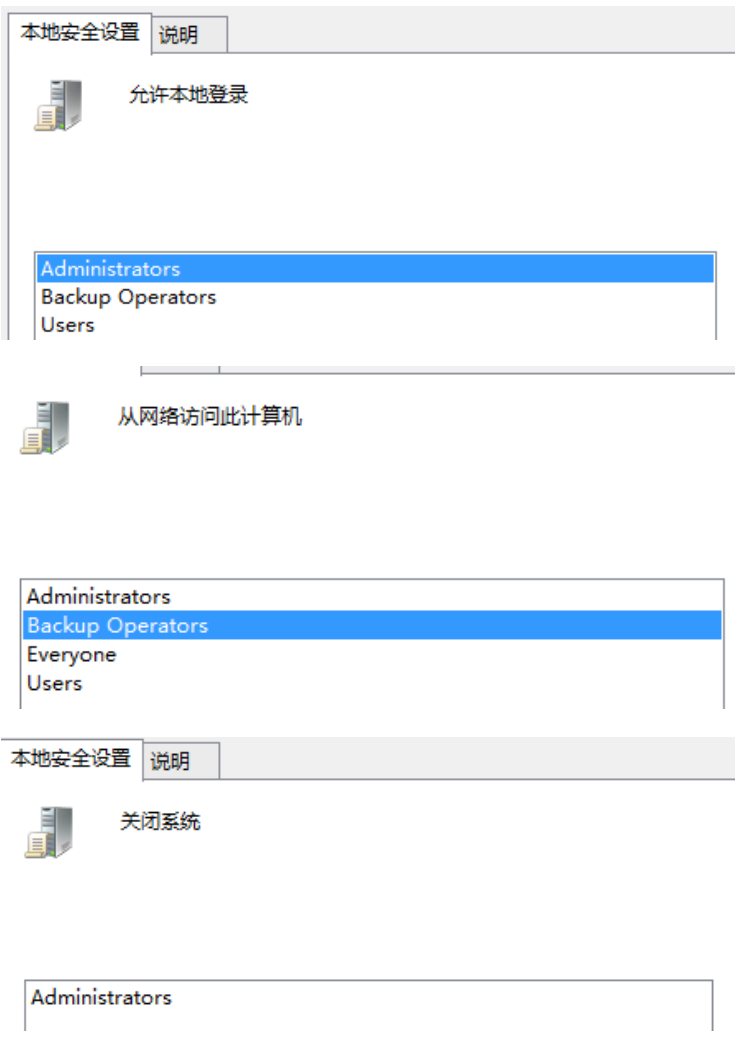 本地安全设置 说明
允许本地登录
Administrators
Backup Operators
Users
从网络访问此计算机
Administrators
Backup Operators
Everyone
Users
本地安全设置 说明
关闭系统
Administrators